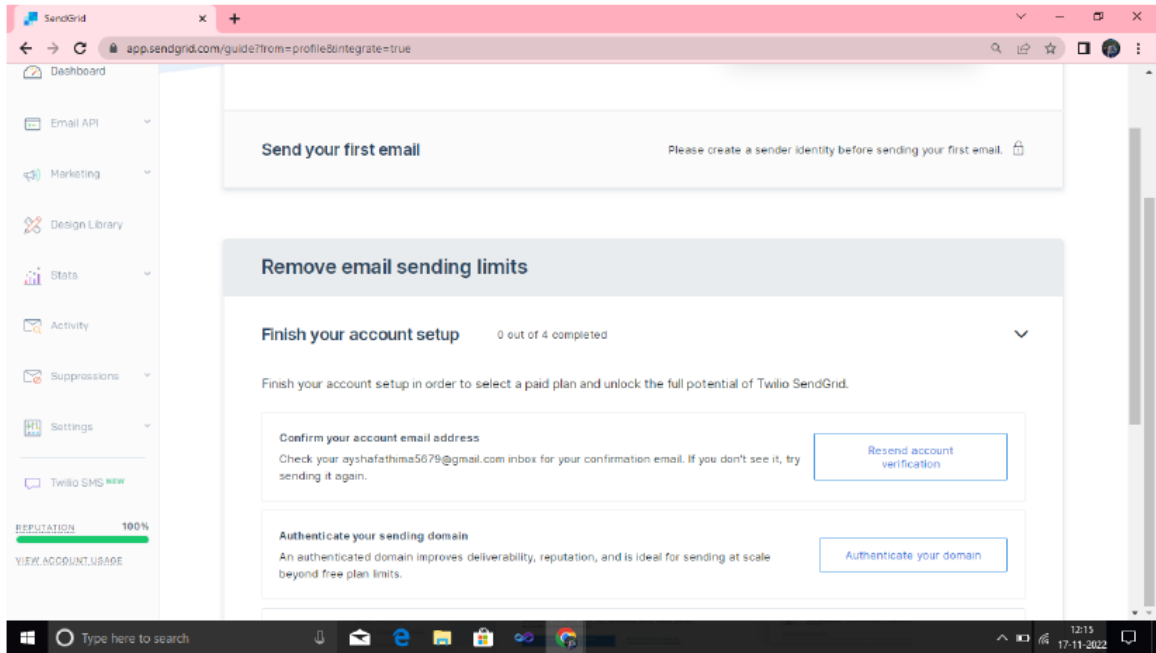 SendGrid
app.sendgrid.com/guide?from=profile&integrate=true
Dashboard
Email API
Marketing
Design Library
Stats
Activity
Suppressions
Settings
Twilio SMS NEW
REPUTATION 100%
VIEW ACCOUNT USAGE
Send your first email
Please create a sender identity before sending your first email.
Remove email sending limits
Finish your account setup
0 out of 4 completed
Finish your account setup in order to select a paid plan and unlock the full potential of Twilio SendGrid.
Confirm your account email address
Check your ayshafathima5679@gmail.com inbox for your confirmation email. If you don't see it, try
sending it again.
Resend account
verification
Authenticate your sending domain
An authenticated domain improves deliverability, reputation, and is ideal for sending at scale
beyond free plan limits.
Authenticate your domain
Type here to search
12:15
17-11-2022